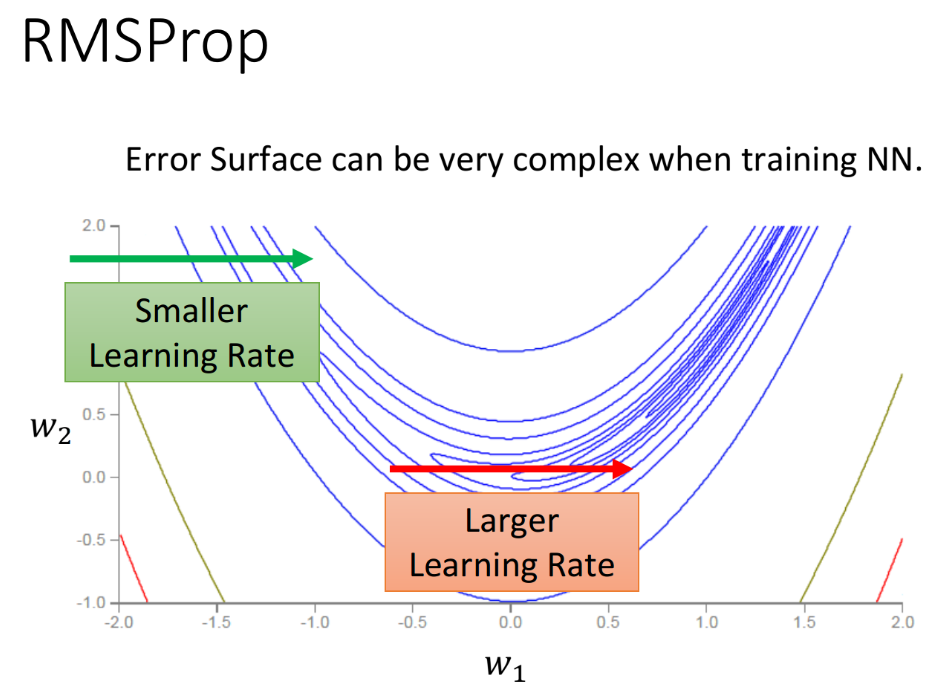 RMSProp
Error Surface can be very complex when training NN.
2.0
Smaller
Learning Rate
0.5
w₂
0.0
Larger
Learning Rate
-0.5
-1.0
-2.0 -1.5 -1.0 -0.5 0.0 0.5 1.0 1.5 2.0
w₁